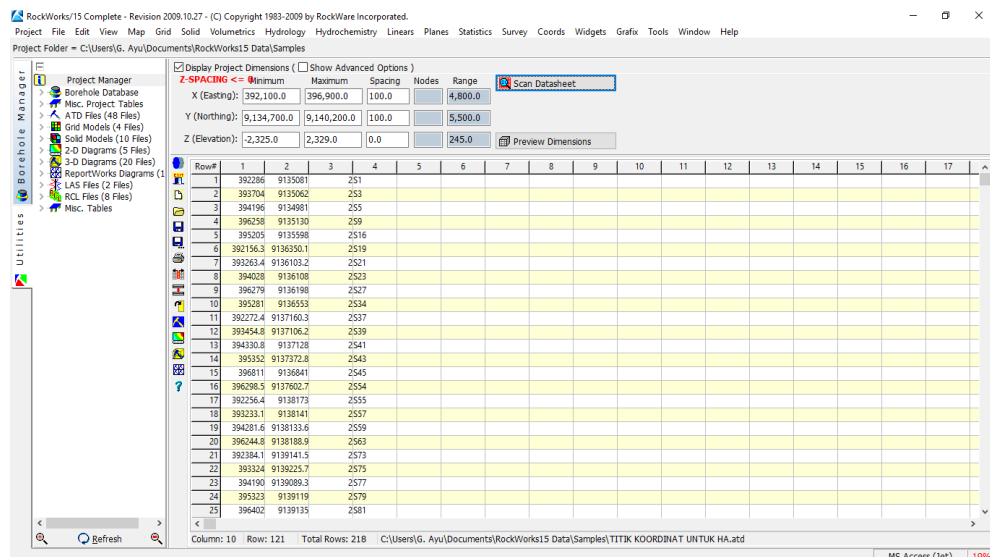 RockWorks/15 Complete - Revision 2009.10.27 - (C) Copyright 1983-2009 by RockWare Incorporated.
Project File Edit View Map Grid Solid Volumetrics Hydrology Hydrochemistry Linears Planes Statistics Survey Coords Widgets Grafix Tools Window Help
Project Folder = C:\Users\G. Ayu\Documents\RockWorks15 Data\Samples
Borehole Manager
Utilities
Project Manager
Borehole Database
Misc. Project Tables
ATD Files (48 Files)
Grid Models (4 Files)
Solid Models (10 Files)
2-D Diagrams (5 Files)
3-D Diagrams (20 Files)
ReportWorks Diagrams (1
LAS Files (2 Files)
RCL Files (8 Files)
Misc. Tables
Refresh
Display Project Dimensions ( Show Advanced Options )
Z-SPACING <= 0 Minimum Maximum Spacing Nodes Range
Scan Datasheet
X (Easting): 392,100.0 396,900.0 100.0 4,800.0
Y (Northing): 9,134,700.0 9,140,200.0 100.0 5,500.0
Z (Elevation): -2,325.0 2,329.0 0.0 245.0
Preview Dimensions
Row# 1 2 3 4 5 6 7 8 9 10 11 12 13 14 15 16 17
1 392286 9135081 2S1
2 393704 9135062 2S3
3 394196 9134981 2S5
4 396258 9135130 2S9
5 395205 9135598 2S16
6 392156.3 9136350.1 2S19
7 393263.4 9136103.2 2S21
8 394028 9136108 2S23
9 396279 9136198 2S27
10 395281 9136553 2S34
11 392272.4 9137160.3 2S37
12 393454.8 9137106.2 2S39
13 394330.8 9137128 2S41
14 395352 9137372.8 2S43
15 396811 9136841 2S45
16 396298.5 9137602.7 2S54
17 392256.4 9138173 2S55
18 393233.1 9138141 2S57
19 394281.6 9138133.6 2S59
20 396244.8 9138188.9 2S63
21 392384.1 9139141.5 2S73
22 393324 9139225.7 2S75
23 394190 9139089.3 2S77
24 395323 9139119 2S79
25 396402 9139135 2S81
Column: 10 Row: 121 Total Rows: 218 C:\Users\G. Ayu\Documents\RockWorks15 Data\Samples\TITIK KOORDINAT UNTUK HA.atd
MS Access (Jet) 19%